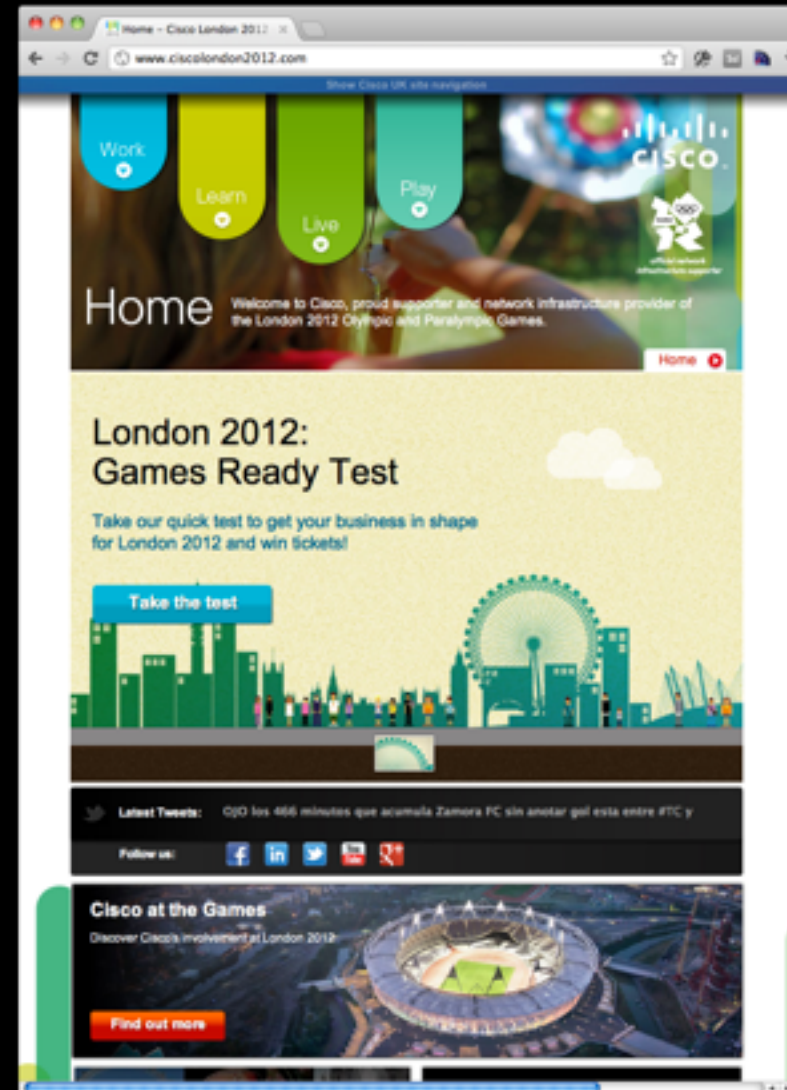 Home – Cisco London 2012
www.ciscolondon2012.com
Show Cisco UK site navigation
Work
Learn
Live
Play
CISCO
official network
infrastructure supporter
Home
Welcome to Cisco, proud supporter and network infrastructure provider of
the London 2012 Olympic and Paralympic Games.
Home
London 2012:
Games Ready Test
Take our quick test to get your business in shape
for London 2012 and win tickets!
Take the test
Latest Tweets: OJO los 466 minutos que acumula Zamora FC sin anotar gol esta entre #TC y
Follow us:
Cisco at the Games
Discover Cisco's involvement at London 2012
Find out more